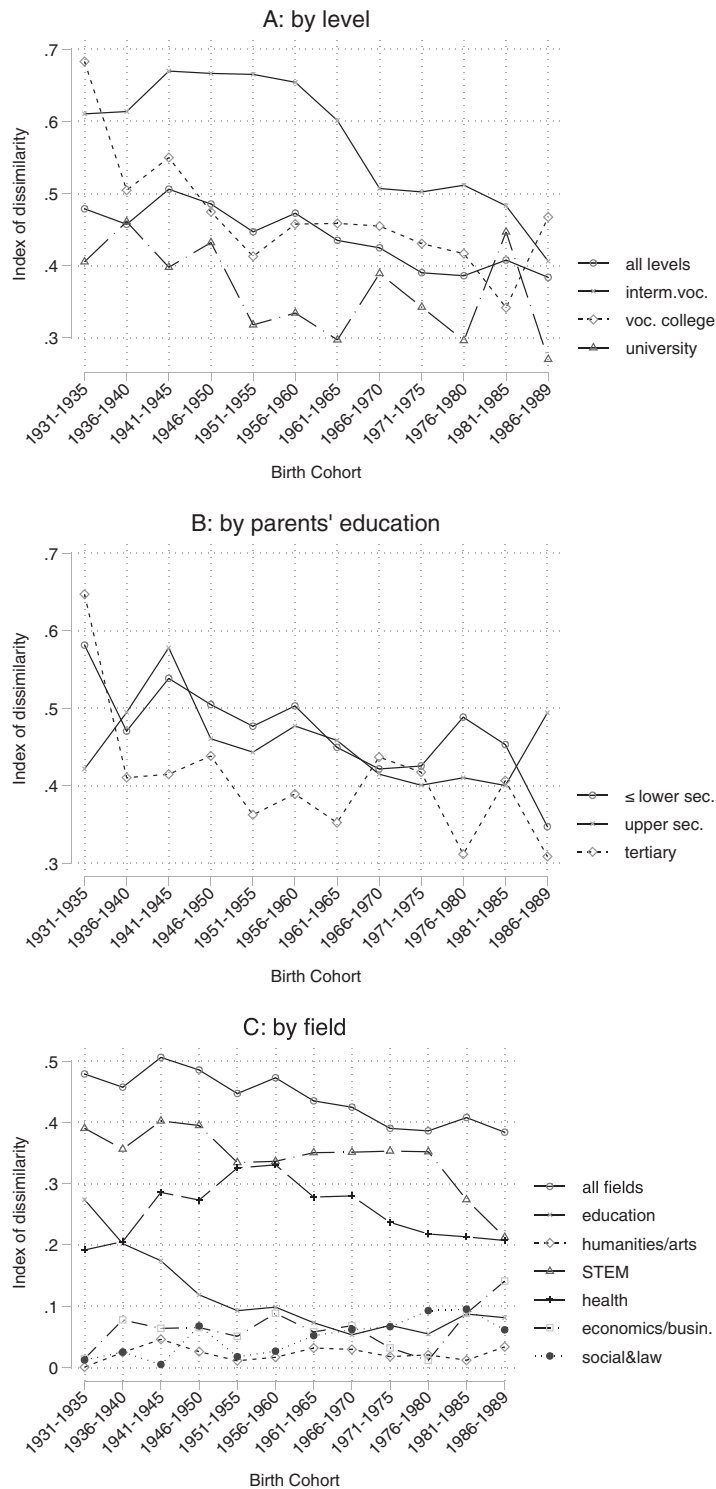 A: by level
.7
.6
.5
.4
.3
Index of dissimilarity
1931-1935
1936-1940
1941-1945
1946-1950
1951-1955
1956-1960
1961-1965
1966-1970
1971-1975
1976-1980
1981-1985
1986-1989
Birth Cohort
all levels
interm.voc.
voc. college
university
B: by parents' education
.7
.6
.5
.4
.3
Index of dissimilarity
1931-1935
1936-1940
1941-1945
1946-1950
1951-1955
1956-1960
1961-1965
1966-1970
1971-1975
1976-1980
1981-1985
1986-1989
Birth Cohort
≤ lower sec.
upper sec.
tertiary
C: by field
.5
.4
.3
.2
.1
0
Index of dissimilarity
1931-1935
1936-1940
1941-1945
1946-1950
1951-1955
1956-1960
1961-1965
1966-1970
1971-1975
1976-1980
1981-1985
1986-1989
Birth Cohort
all fields
education
humanities/arts
STEM
health
economics/busin.
social&law